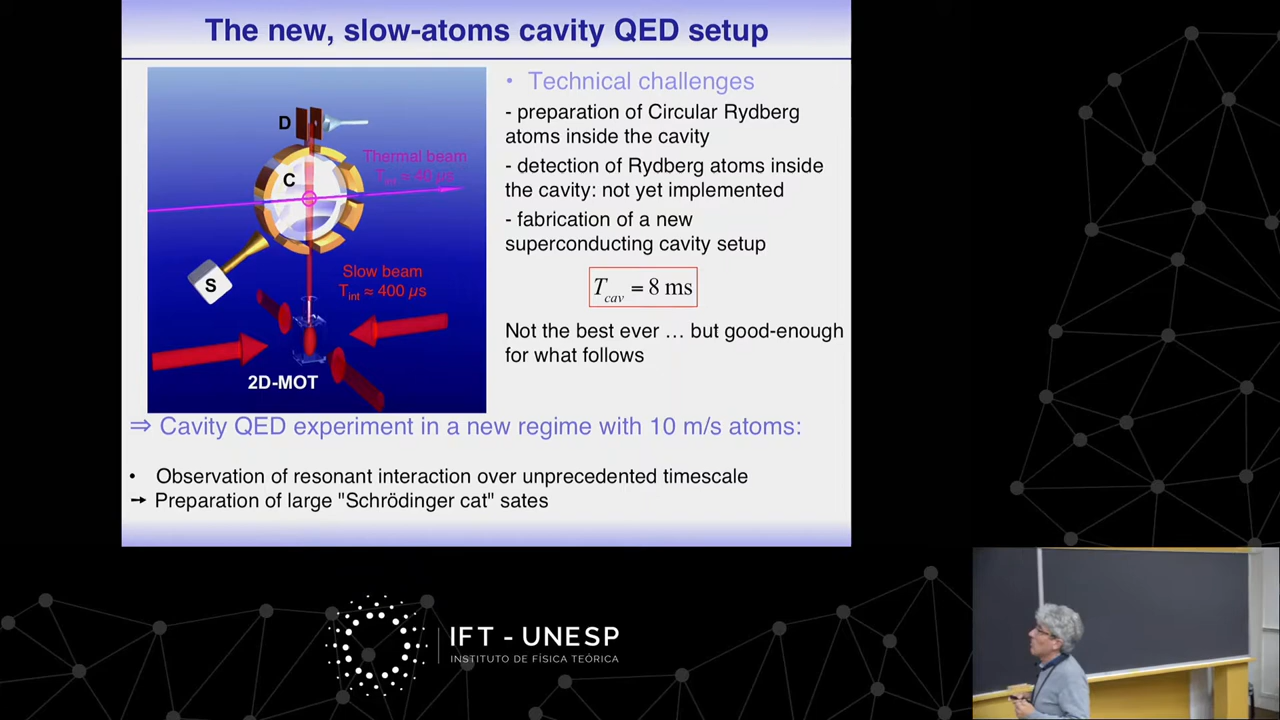 The new, slow-atoms cavity QED setup
D
C
Thermal beam
Tint ≈ 40 µs
S
Slow beam
Tint ≈ 400 µs
2D-MOT
• Technical challenges
- preparation of Circular Rydberg
atoms inside the cavity
- detection of Rydberg atoms inside
the cavity: not yet implemented
- fabrication of a new
superconducting cavity setup
Tcav = 8 ms
Not the best ever … but good-enough
for what follows
⇒ Cavity QED experiment in a new regime with 10 m/s atoms:
• Observation of resonant interaction over unprecedented timescale
➙ Preparation of large "Schrödinger cat" sates
IFT - UNESP
INSTITUTO DE FÍSICA TEÓRICA